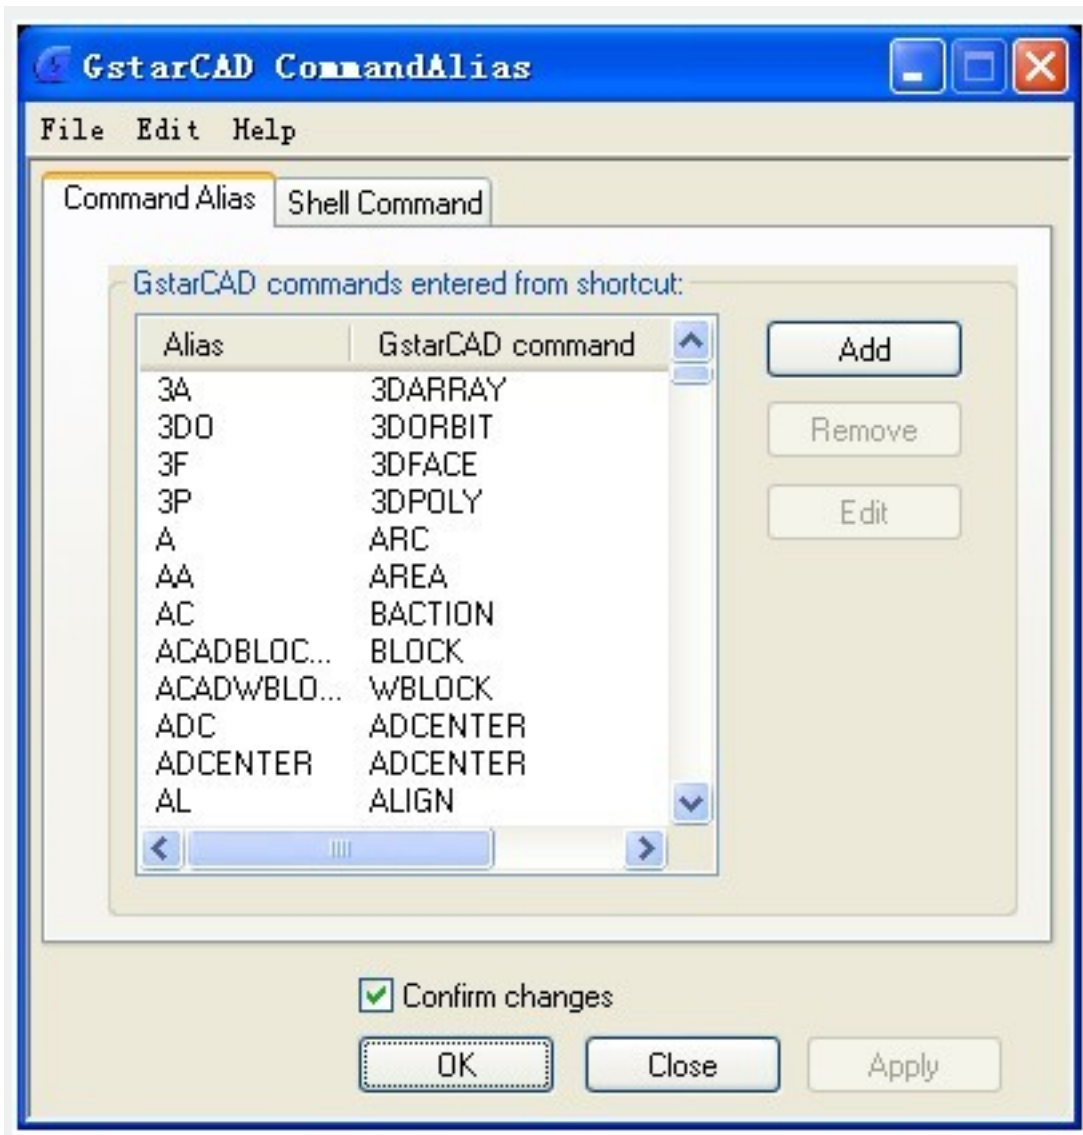 GstarCAD CommandAlias
File Edit Help
Command Alias Shell Command
GstarCAD commands entered from shortcut:
Alias GstarCAD command
3A 3DARRAY
3DO 3DORBIT
3F 3DFACE
3P 3DPOLY
A ARC
AA AREA
AC BACTION
ACADBLOC... BLOCK
ACADWBLO... WBLOCK
ADC ADCENTER
ADCENTER ADCENTER
AL ALIGN
Add
Remove
Edit
Confirm changes
OK Close Apply